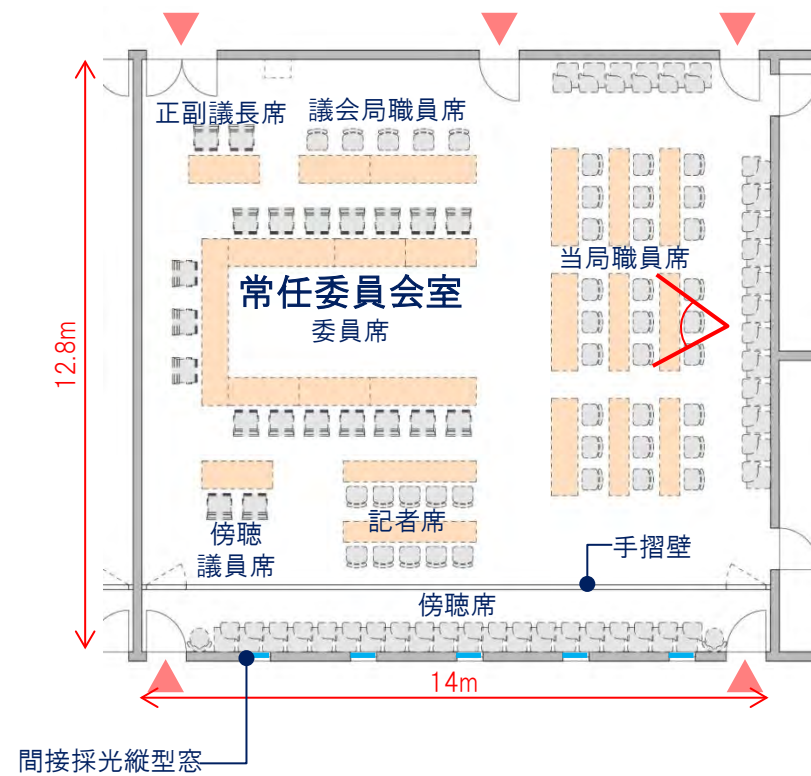 正副議長席
議会局職員席
当局職員席
常任委員会室
委員席
12.8m
記者席
傍聴
議員席
手摺壁
傍聴席
14m
間接採光縦型窓